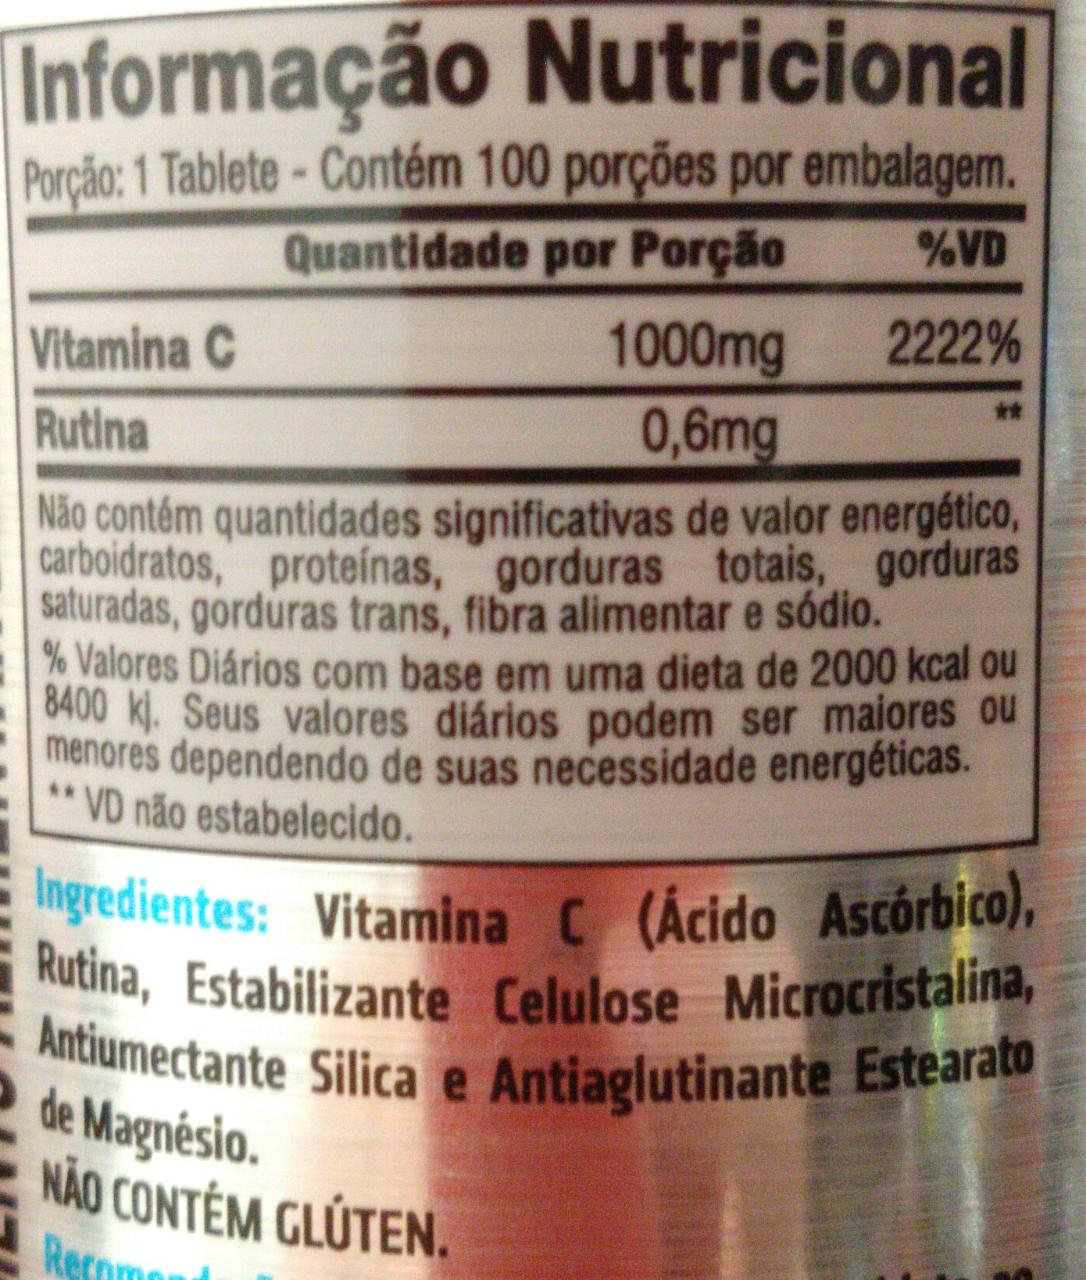 Informação Nutricional
Porção: 1 Tablete - Contém 100 porções por embalagem.
Quantidade por Porção %VD
Vitamina C 1000mg 2222%
Rutina 0,6mg **
Não contém quantidades significativas de valor energético,
carboidratos, proteínas, gorduras totais, gorduras
saturadas, gorduras trans, fibra alimentar e sódio.
% Valores Diários com base em uma dieta de 2000 kcal ou
8400 kj. Seus valores diários podem ser maiores ou
menores dependendo de suas necessidade energéticas.
** VD não estabelecido.
Ingredientes: Vitamina C (Ácido Ascórbico),
Rutina, Estabilizante Celulose Microcristalina,
Antiumectante Silica e Antiaglutinante Estearato
de Magnésio.
NÃO CONTÉM GLÚTEN.